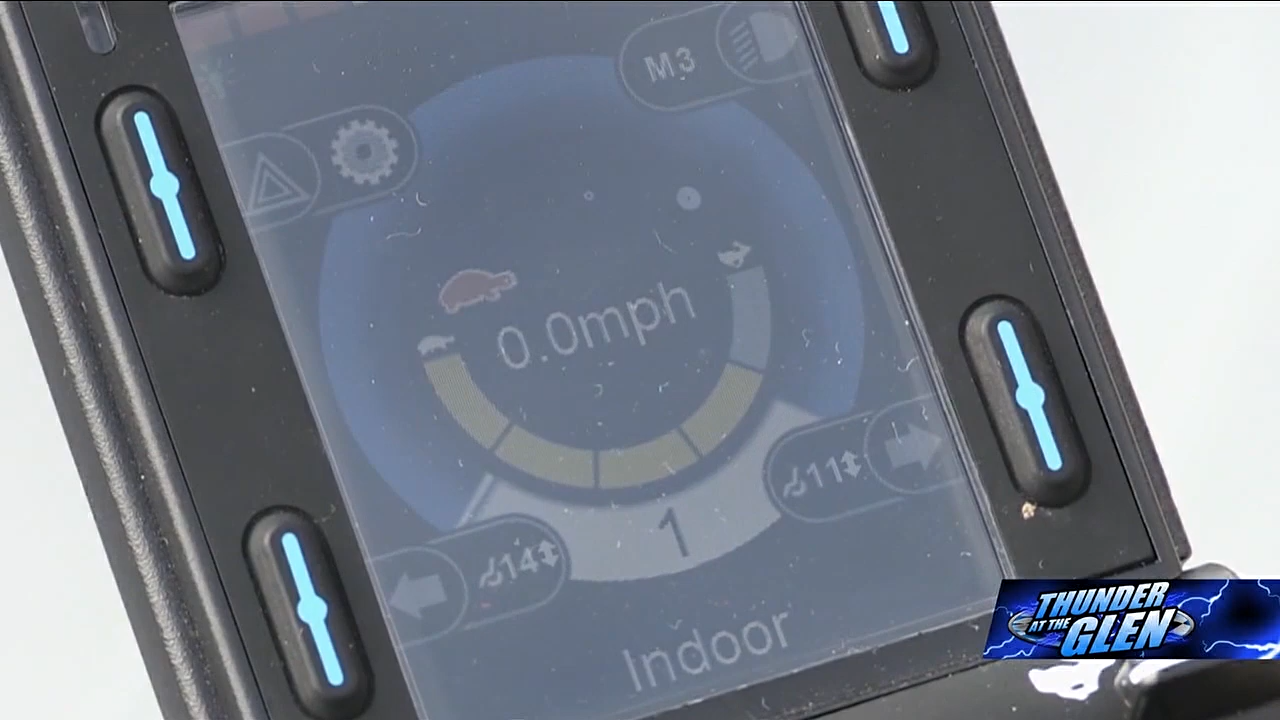 M3
0.0mph
11
14
1
Indoor
THUNDER
AT THE
GLEN